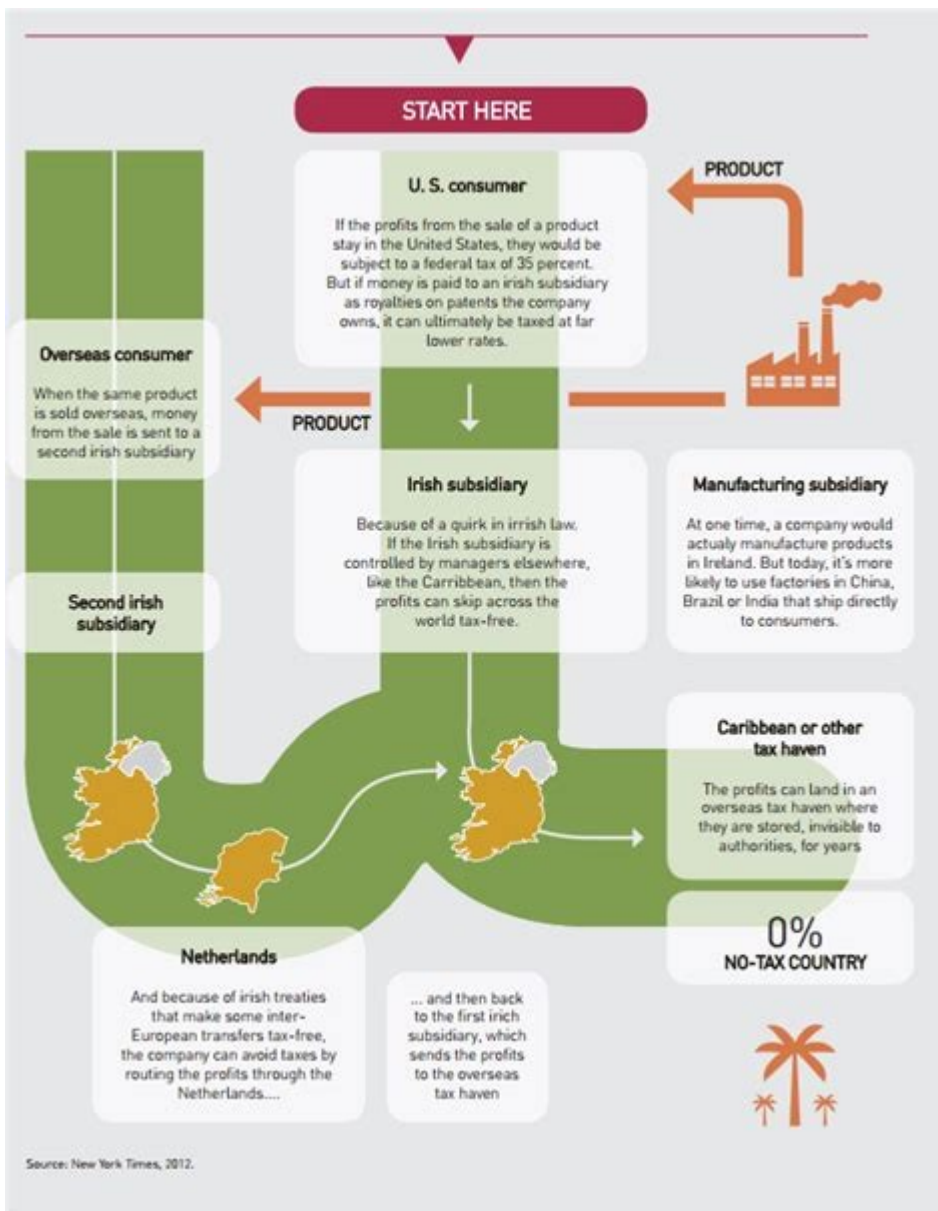 START HERE
U. S. consumer
If the profits from the sale of a product
stay in the United States, they would be
subject to a federal tax of 35 percent.
But if money is paid to an irish subsidiary
as royalties on patents the company
owns, it can ultimately be taxed at far
lower rates.
PRODUCT
Overseas consumer
When the same product
is sold overseas, money
from the sale is sent to a
second irish subsidiary
PRODUCT
Irish subsidiary
Because of a quirk in irrish law.
If the Irish subsidiary is
controlled by managers elsewhere,
like the Carribbean, then the
profits can skip across the
world tax-free.
Manufacturing subsidiary
At one time, a company would
actualy manufacture products
in Ireland. But today, it's more
likely to use factories in China,
Brazil or India that ship directly
to consumers.
Second irish
subsidiary
Caribbean or other
tax haven
The profits can land in an
overseas tax haven where
they are stored, invisible to
authorities, for years
0%
NO-TAX COUNTRY
Netherlands
And because of irish treaties
that make some inter-
European transfers tax-free,
the company can avoid taxes by
routing the profits through the
Netherlands....
... and then back
to the first irich
subsidiary, which
sends the profits
to the overseas
tax haven
Source: New York Times, 2012.